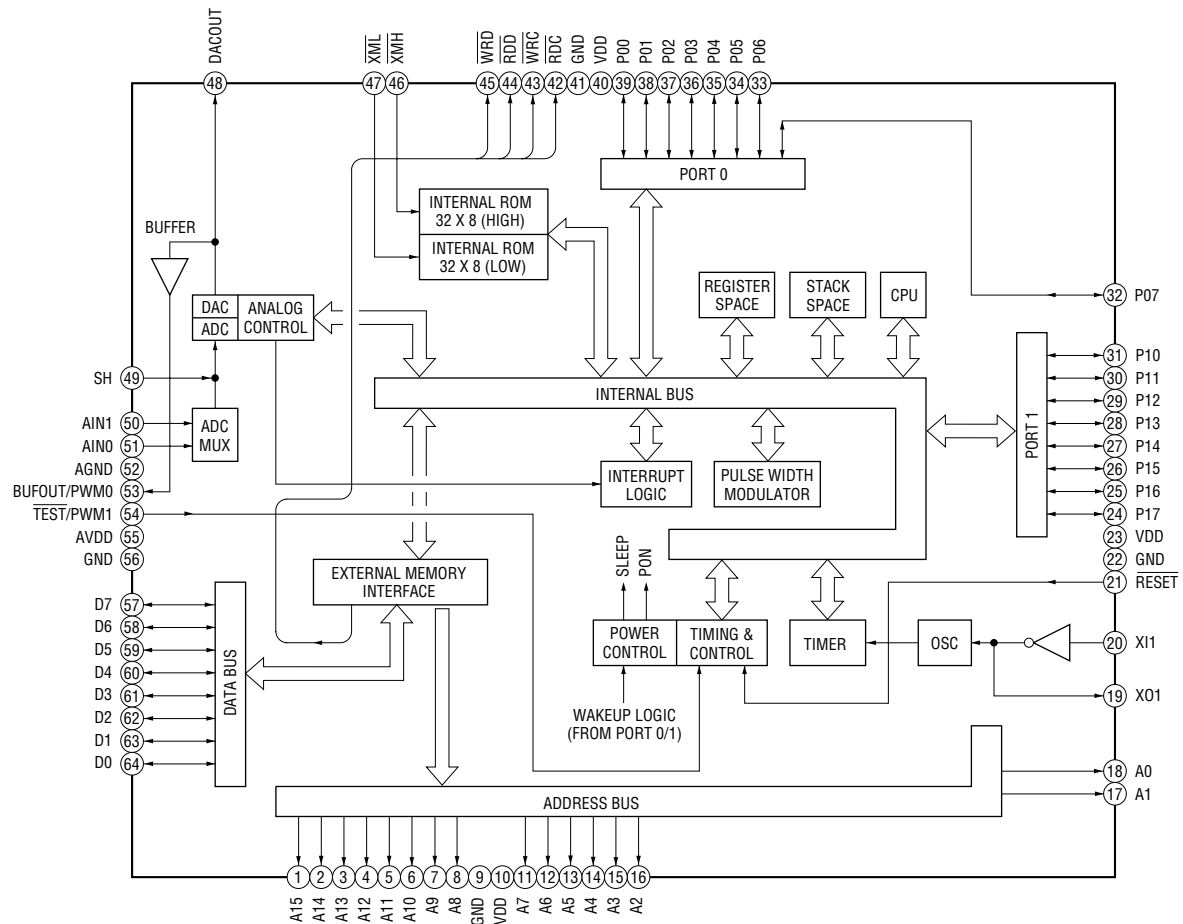 DACOUT
XML
XMH
WRD
RDD
WRC
RDC
GND
VDD
P00
P01
P02
P03
P04
P05
P06
48
47
46
45
44
43
42
41
40
39
38
37
36
35
34
33
PORT 0
BUFFER
INTERNAL ROM
32 X 8 (HIGH)
INTERNAL ROM
32 X 8 (LOW)
DAC
ADC
ANALOG
CONTROL
REGISTER
SPACE
STACK
SPACE
CPU
32 P07
SH 49
AIN1 50
AIN0 51
AGND 52
BUFOUT/PWM0 53
TEST/PWM1 54
AVDD 55
GND 56
ADC
MUX
INTERNAL BUS
INTERRUPT
LOGIC
PULSE WIDTH
MODULATOR
PORT 1
31 P10
30 P11
29 P12
28 P13
27 P14
26 P15
25 P16
24 P17
23 VDD
22 GND
21 RESET
20 XI1
19 XO1
EXTERNAL MEMORY
INTERFACE
SLEEP
PON
POWER
CONTROL
TIMING &
CONTROL
TIMER
OSC
WAKEUP LOGIC
(FROM PORT 0/1)
D7 57
D6 58
D5 59
D4 60
D3 61
D2 62
D1 63
D0 64
DATA BUS
ADDRESS BUS
18 A0
17 A1
1
2
3
4
5
6
7
8
9
10
11
12
13
14
15
16
A15
A14
A13
A12
A11
A10
A9
A8
GND
VDD
A7
A6
A5
A4
A3
A2